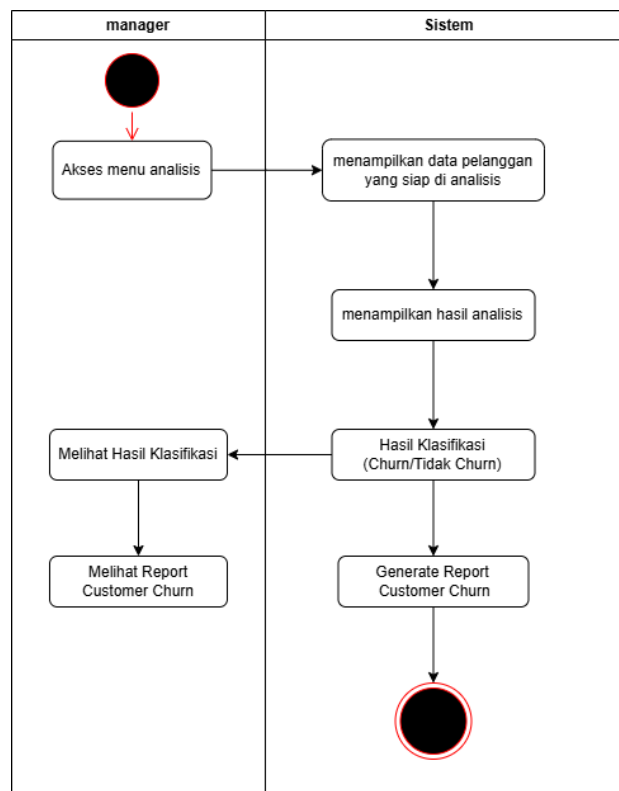 manager
Sistem
Akses menu analisis
menampilkan data pelanggan
yang siap di analisis
menampilkan hasil analisis
Melihat Hasil Klasifikasi
Hasil Klasifikasi
(Churn/Tidak Churn)
Melihat Report
Customer Churn
Generate Report
Customer Churn